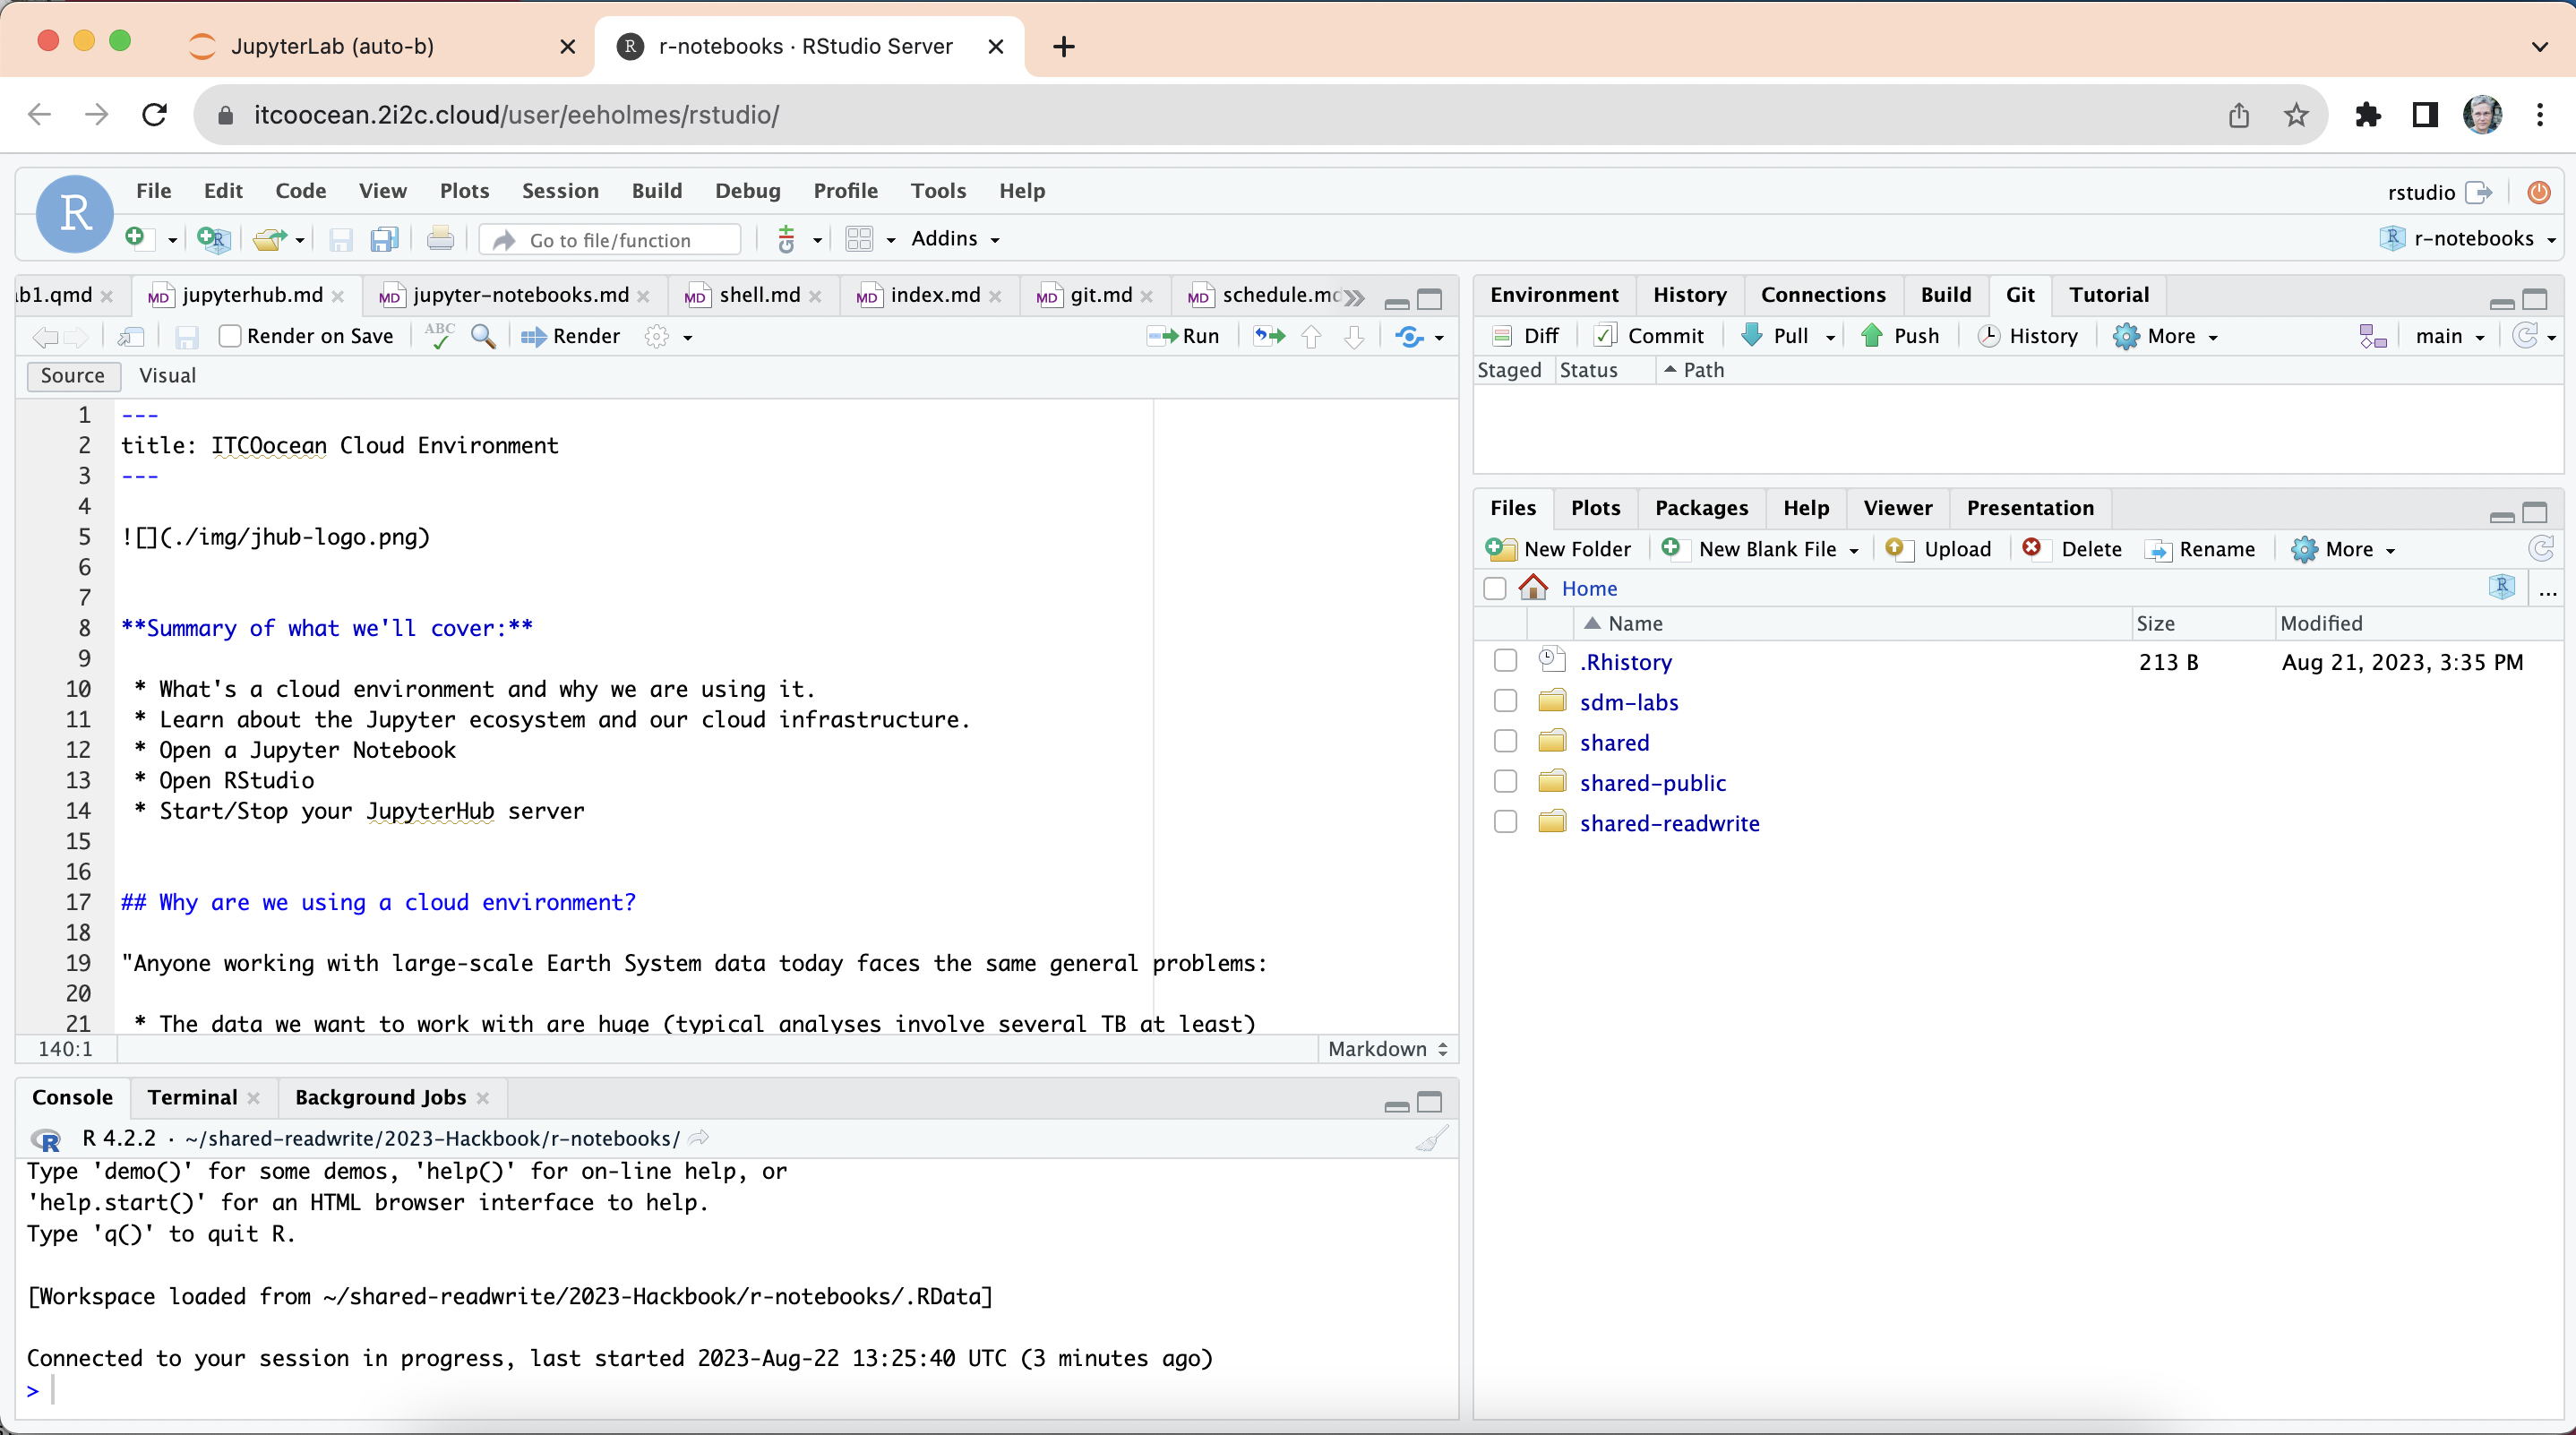 JupyterLab (auto-b)
r-notebooks · RStudio Server
itcoocean.2i2c.cloud/user/eeholmes/rstudio/
R
File Edit Code View Plots Session Build Debug Profile Tools Help
rstudio
Go to file/function
Addins
r-notebooks
b1.qmd
jupyterhub.md
jupyter-notebooks.md
shell.md
index.md
git.md
schedule.md
Render on Save
ABC
Render
Run
Source Visual
1 ---
2 title: ITCOocean Cloud Environment
3 ---
4
5 ![](./img/jhub-logo.png)
6
7
8 **Summary of what we'll cover:**
9
10 * What's a cloud environment and why we are using it.
11 * Learn about the Jupyter ecosystem and our cloud infrastructure.
12 * Open a Jupyter Notebook
13 * Open RStudio
14 * Start/Stop your JupyterHub server
15
16
17 ## Why are we using a cloud environment?
18
19 "Anyone working with large-scale Earth System data today faces the same general problems:
20
21 * The data we want to work with are huge (typical analyses involve several TB at least)
140:1
Markdown
Console Terminal Background Jobs
R 4.2.2 · ~/shared-readwrite/2023-Hackbook/r-notebooks/
Type 'demo()' for some demos, 'help()' for on-line help, or
'help.start()' for an HTML browser interface to help.
Type 'q()' to quit R.
[Workspace loaded from ~/shared-readwrite/2023-Hackbook/r-notebooks/.RData]
Connected to your session in progress, last started 2023-Aug-22 13:25:40 UTC (3 minutes ago)
>
Environment History Connections Build Git Tutorial
Diff Commit Pull Push History More main
Staged Status Path
Files Plots Packages Help Viewer Presentation
New Folder New Blank File Upload Delete Rename More
Home ...
Name Size Modified
.Rhistory 213 B Aug 21, 2023, 3:35 PM
sdm-labs
shared
shared-public
shared-readwrite